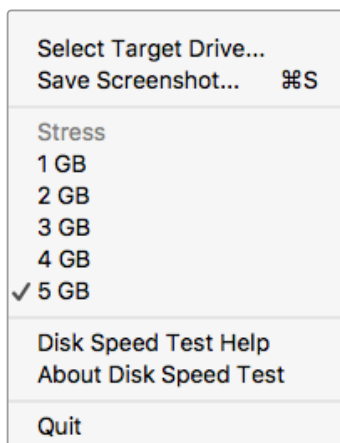 Select Target Drive...
Save Screenshot... ⌘S
Stress
1 GB
2 GB
3 GB
4 GB
✓ 5 GB
Disk Speed Test Help
About Disk Speed Test
Quit